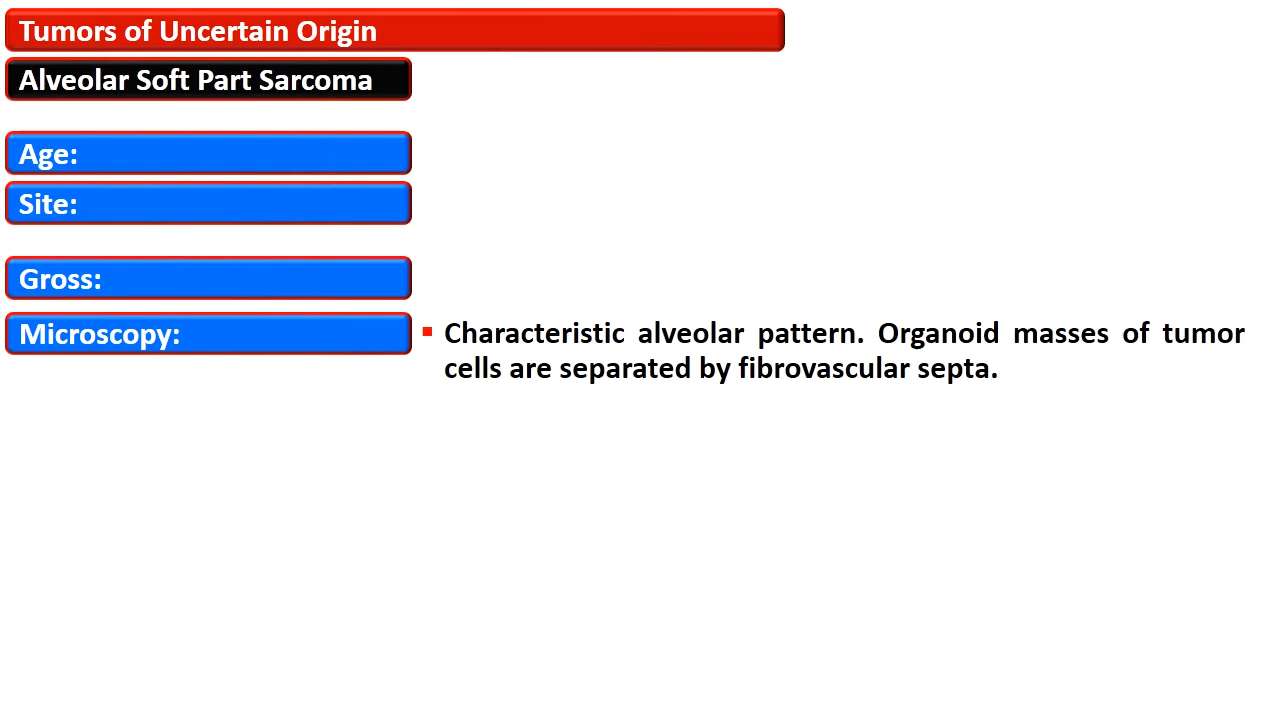 Tumors of Uncertain Origin
Alveolar Soft Part Sarcoma
Age:
Site:
Gross:
Microscopy:
▪ Characteristic alveolar pattern. Organoid masses of tumor
cells are separated by fibrovascular septa.